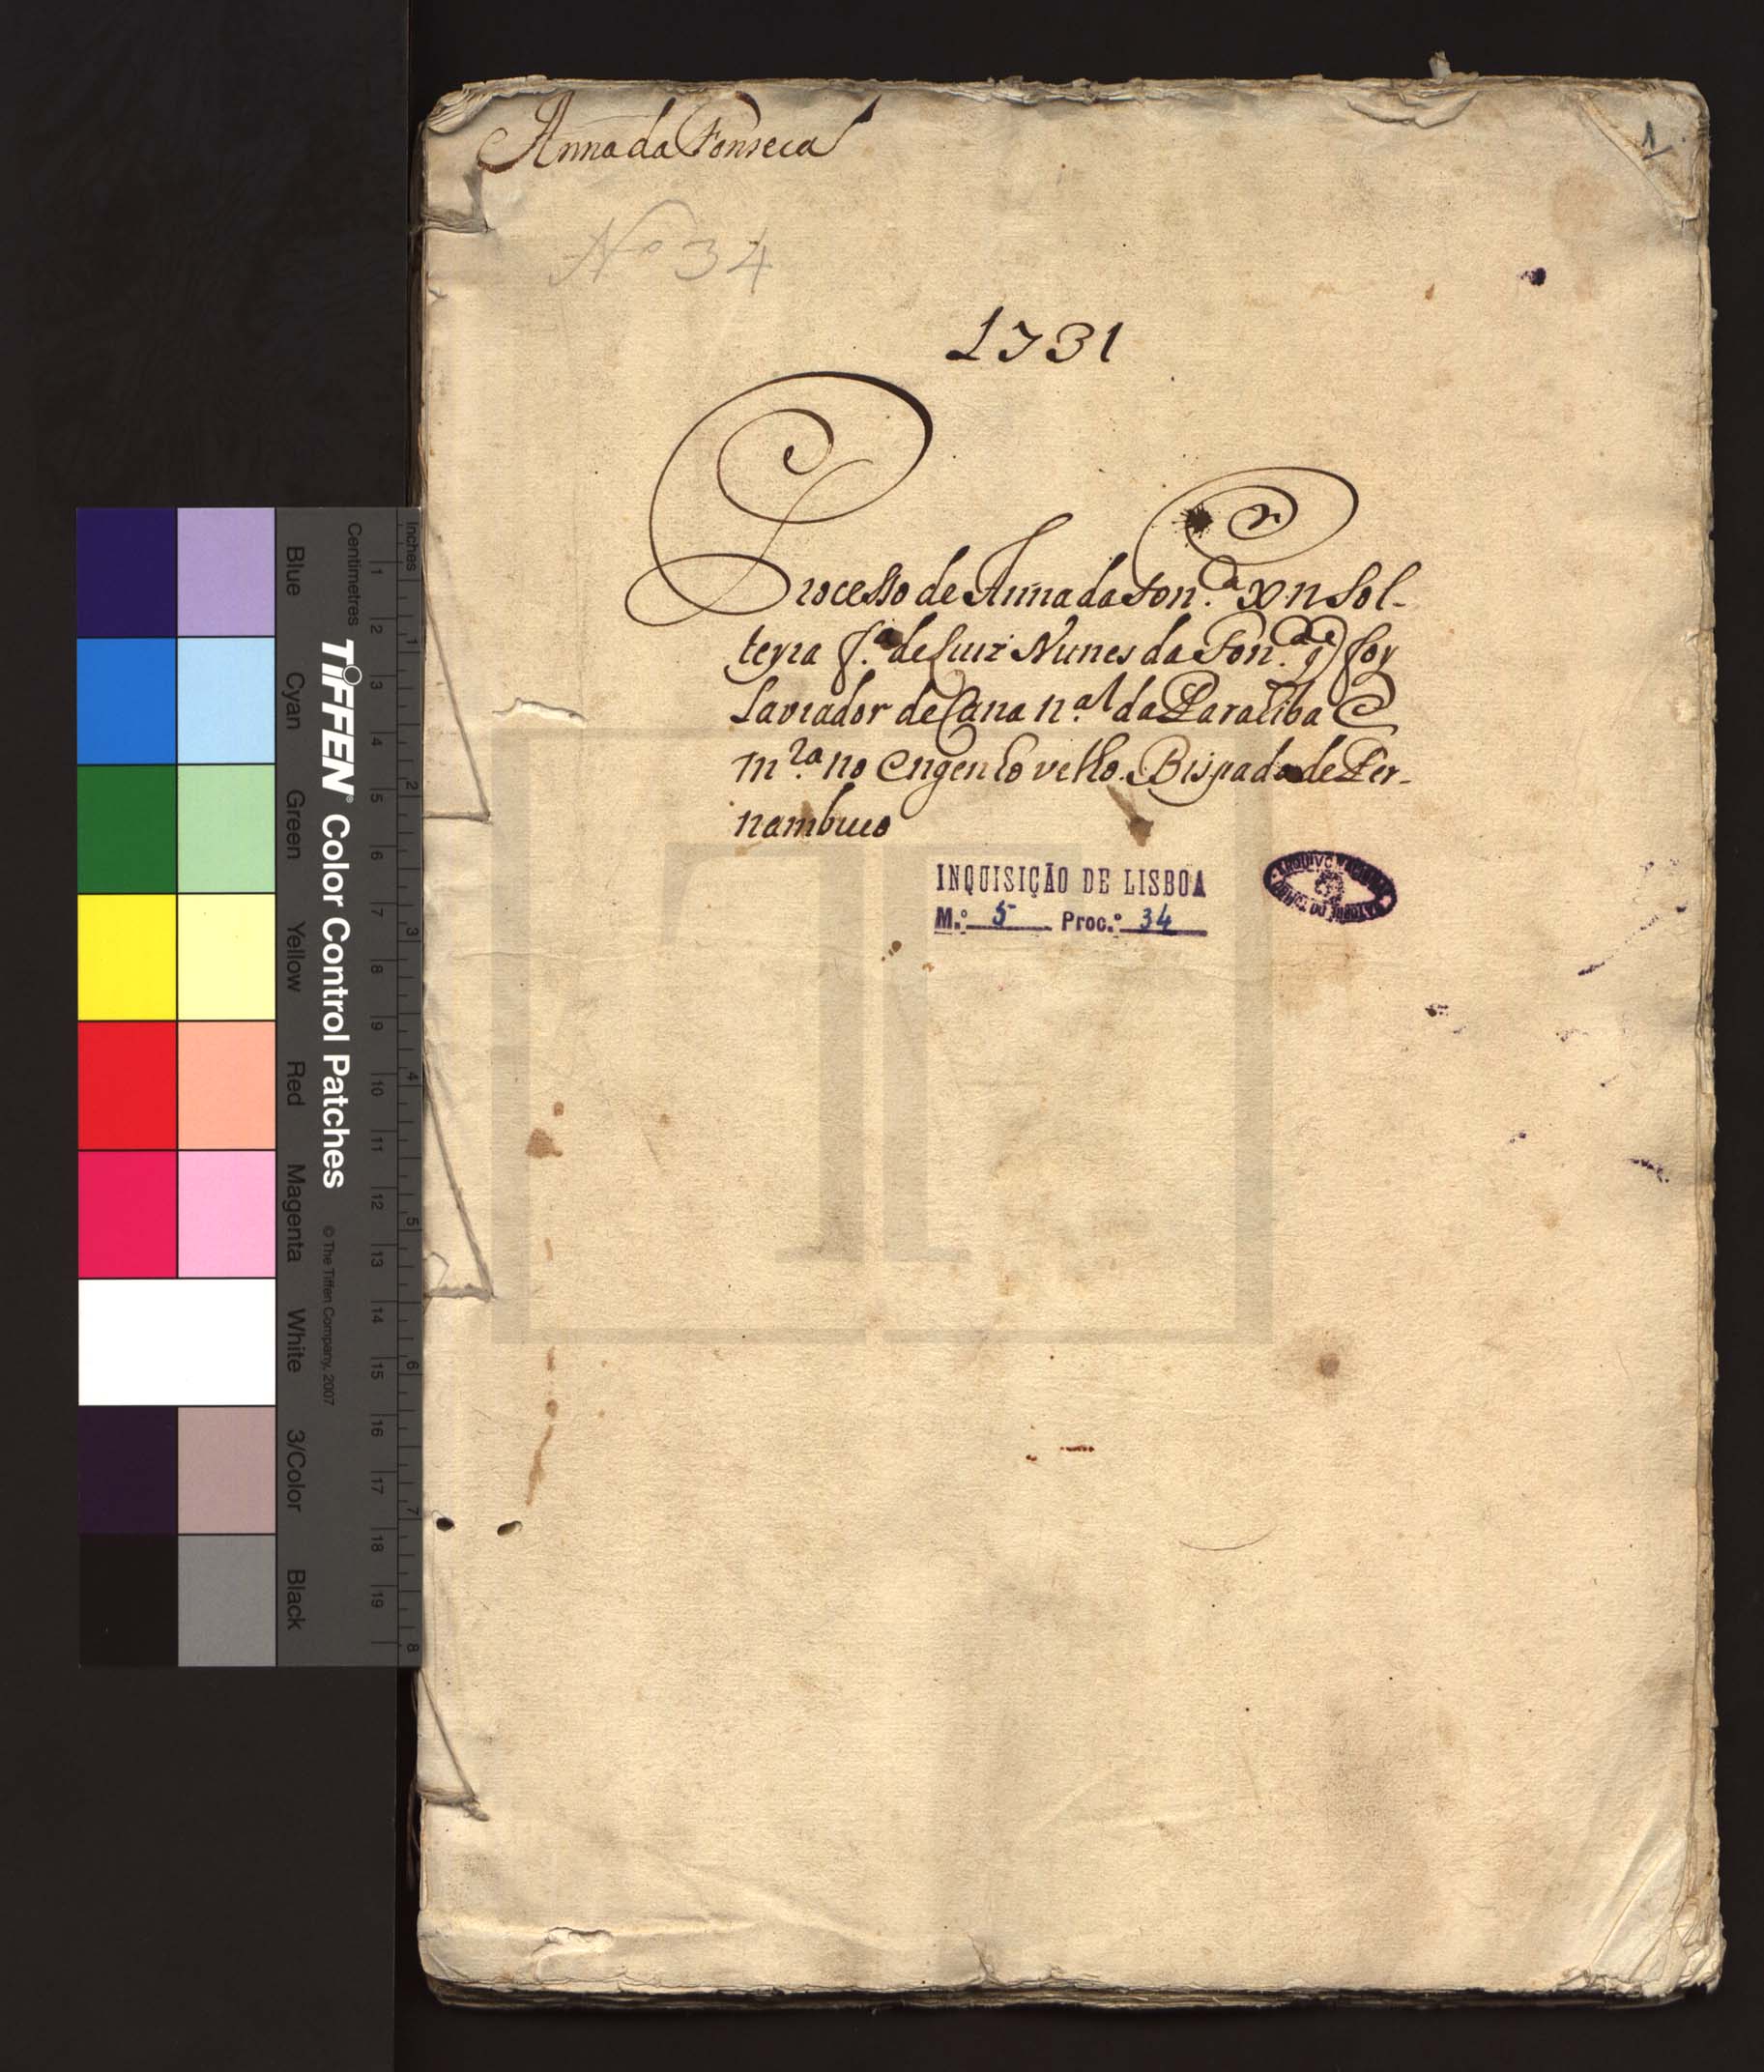 Anna da Fonseca
1
Nº 34
1731
Processo de Anna da Fon.ca xn sol-
teyra f.ª de Luiz Nunes da Fon.ca q̃ foy
Lavrador de Cana n.al da Paraiba e
m.ra no engenho velho. Bispado de Per-
nambuco
INQUISIÇÃO DE LISBOA
M.º 5 Proc.º 34
ARQUIVO NACIONAL DA TORRE DO TOMBO
Inches
Centimetres
1 2 3 4 5 6 7 8 9 10 11 12 13 14 15 16 17 18 19
1 2 3 4 5 6 7 8
TIFFEN® Color Control Patches © The Tiffen Company, 2007
Blue Cyan Green Yellow Red Magenta White 3/Color Black